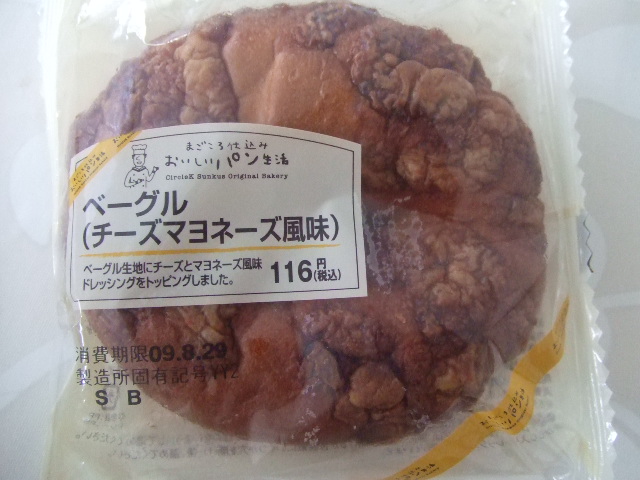 まごころ仕込み
おいしいパン生活
CircleK Sunkus Original Bakery
ベーグル
(チーズマヨネーズ風味)
ベーグル生地にチーズとマヨネーズ風味
ドレッシングをトッピングしました。
116円(税込)
消費期限09.8.29
製造所固有記号YYZ
S B